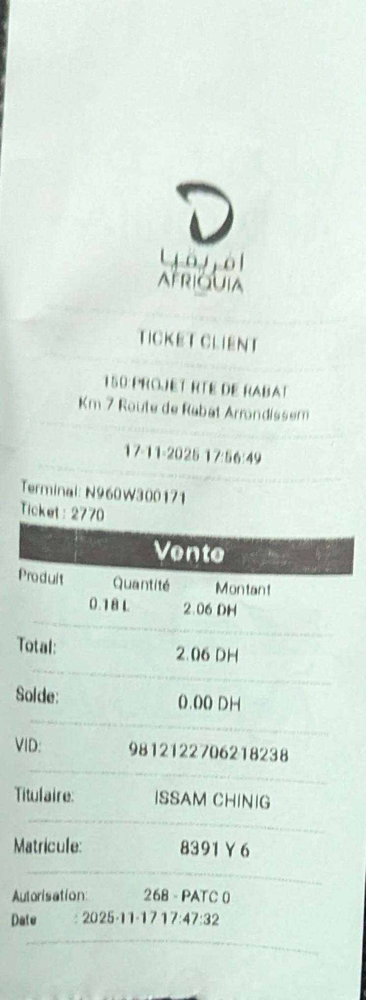 افريقيا
AFRIQUIA
TICKET CLIENT
150 PROJET RTE DE RABAT
Km 7 Route de Rabat Arrondissem
17-11-2025 17:56:49
Terminal: N960W300171
Ticket : 2770
Vente
Produit Quantité Montant
0.18 L 2.06 DH
Total: 2.06 DH
Solde: 0.00 DH
VID: 9812122706218238
Titulaire: ISSAM CHINIG
Matricule: 8391 Y 6
Autorisation: 268 - PATC 0
Date : 2025-11-17 17:47:32